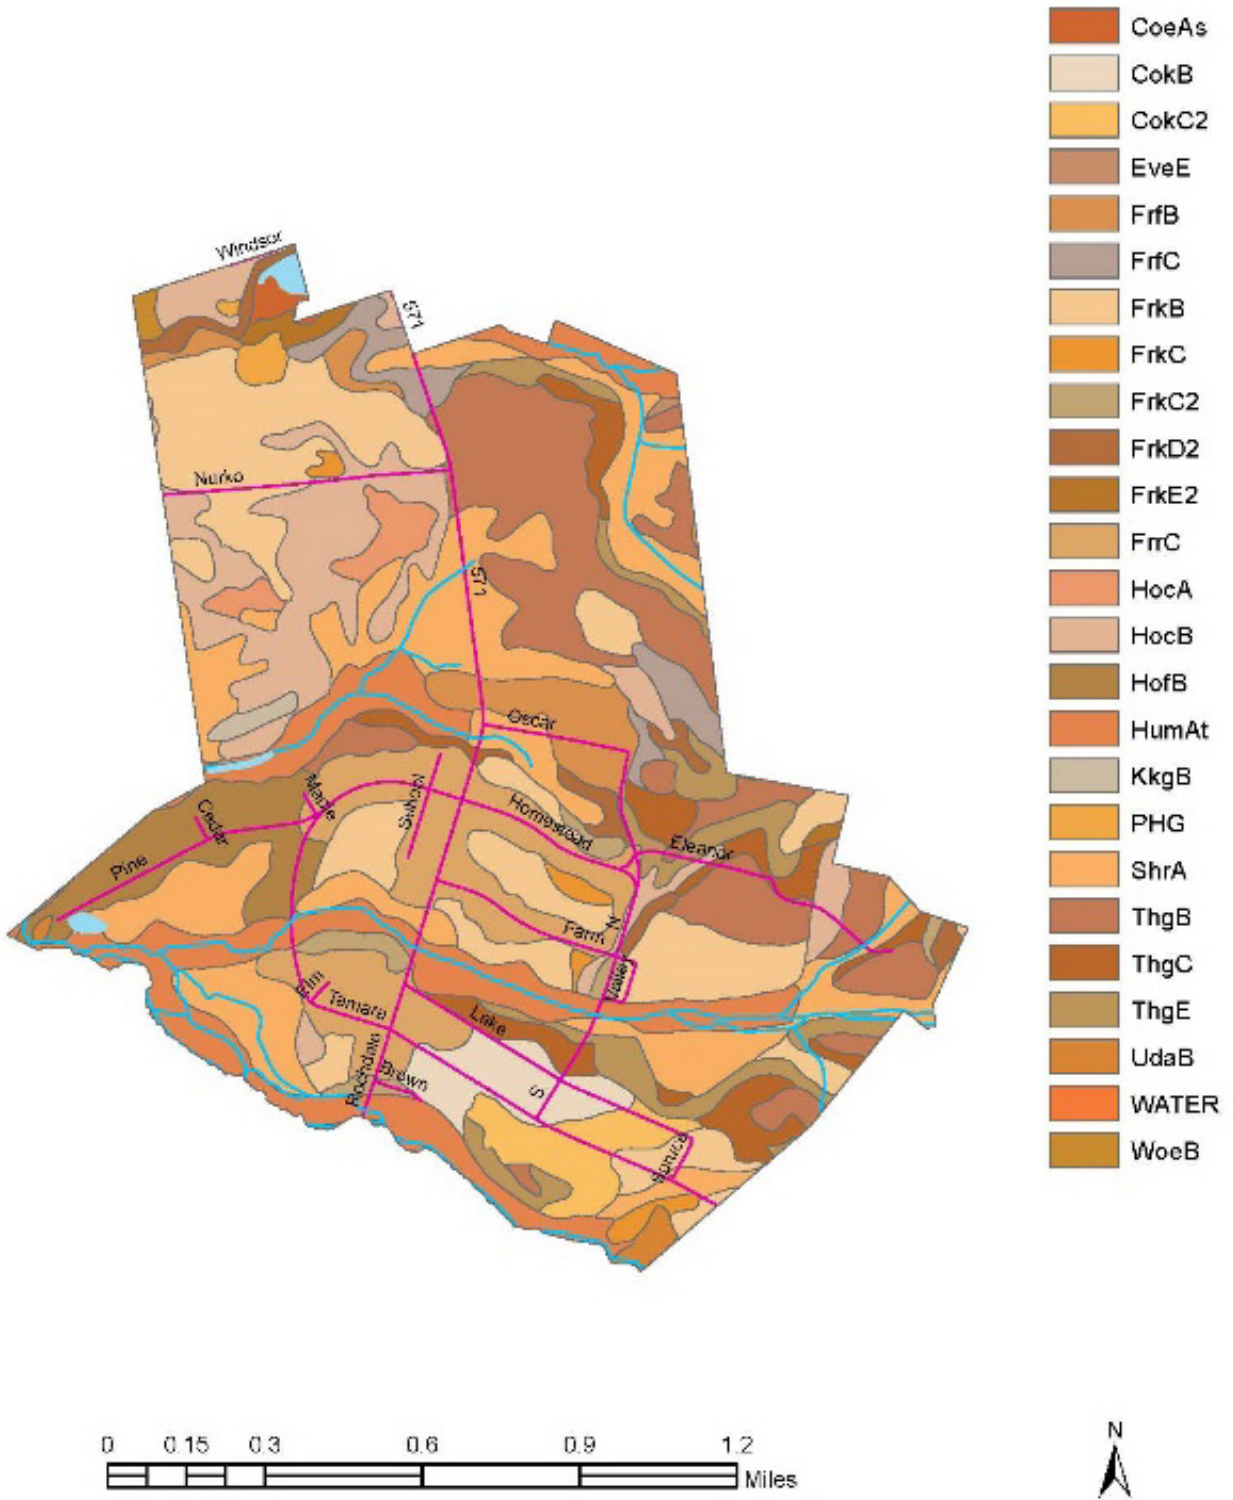 CoeAs
CokB
CokC2
EveE
FrfB
FrfC
FrkB
FrkC
FrkC2
FrkD2
FrkE2
FrrC
HocA
HocB
HofB
HumAt
KkgB
PHG
ShrA
ThgB
ThgC
ThgE
UdaB
WATER
WoeB
Windsor
571
Nurko
571
Oscar
Maple
Homestead
Cedar
Eleanor
Pine
Farm
N
Valley
Elm
Tamara
Lake
Rochdale
Brown
S
0 0.15 0.3 0.6 0.9 1.2
Miles
N